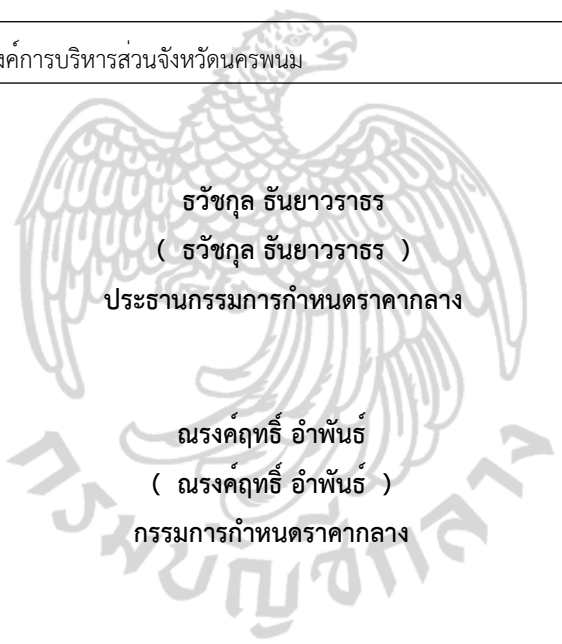 งค์การบริหารส่วนจังหวัดนครพนม
ธวัชกุล ธันยาวราธร
( ธวัชกุล ธันยาวราธร )
ประธานกรรมการกำหนดราคากลาง
ณรงค์ฤทธิ์ อำพันธ์
( ณรงค์ฤทธิ์ อำพันธ์ )
กรรมการกำหนดราคากลาง
กรมบัญชีกลาง